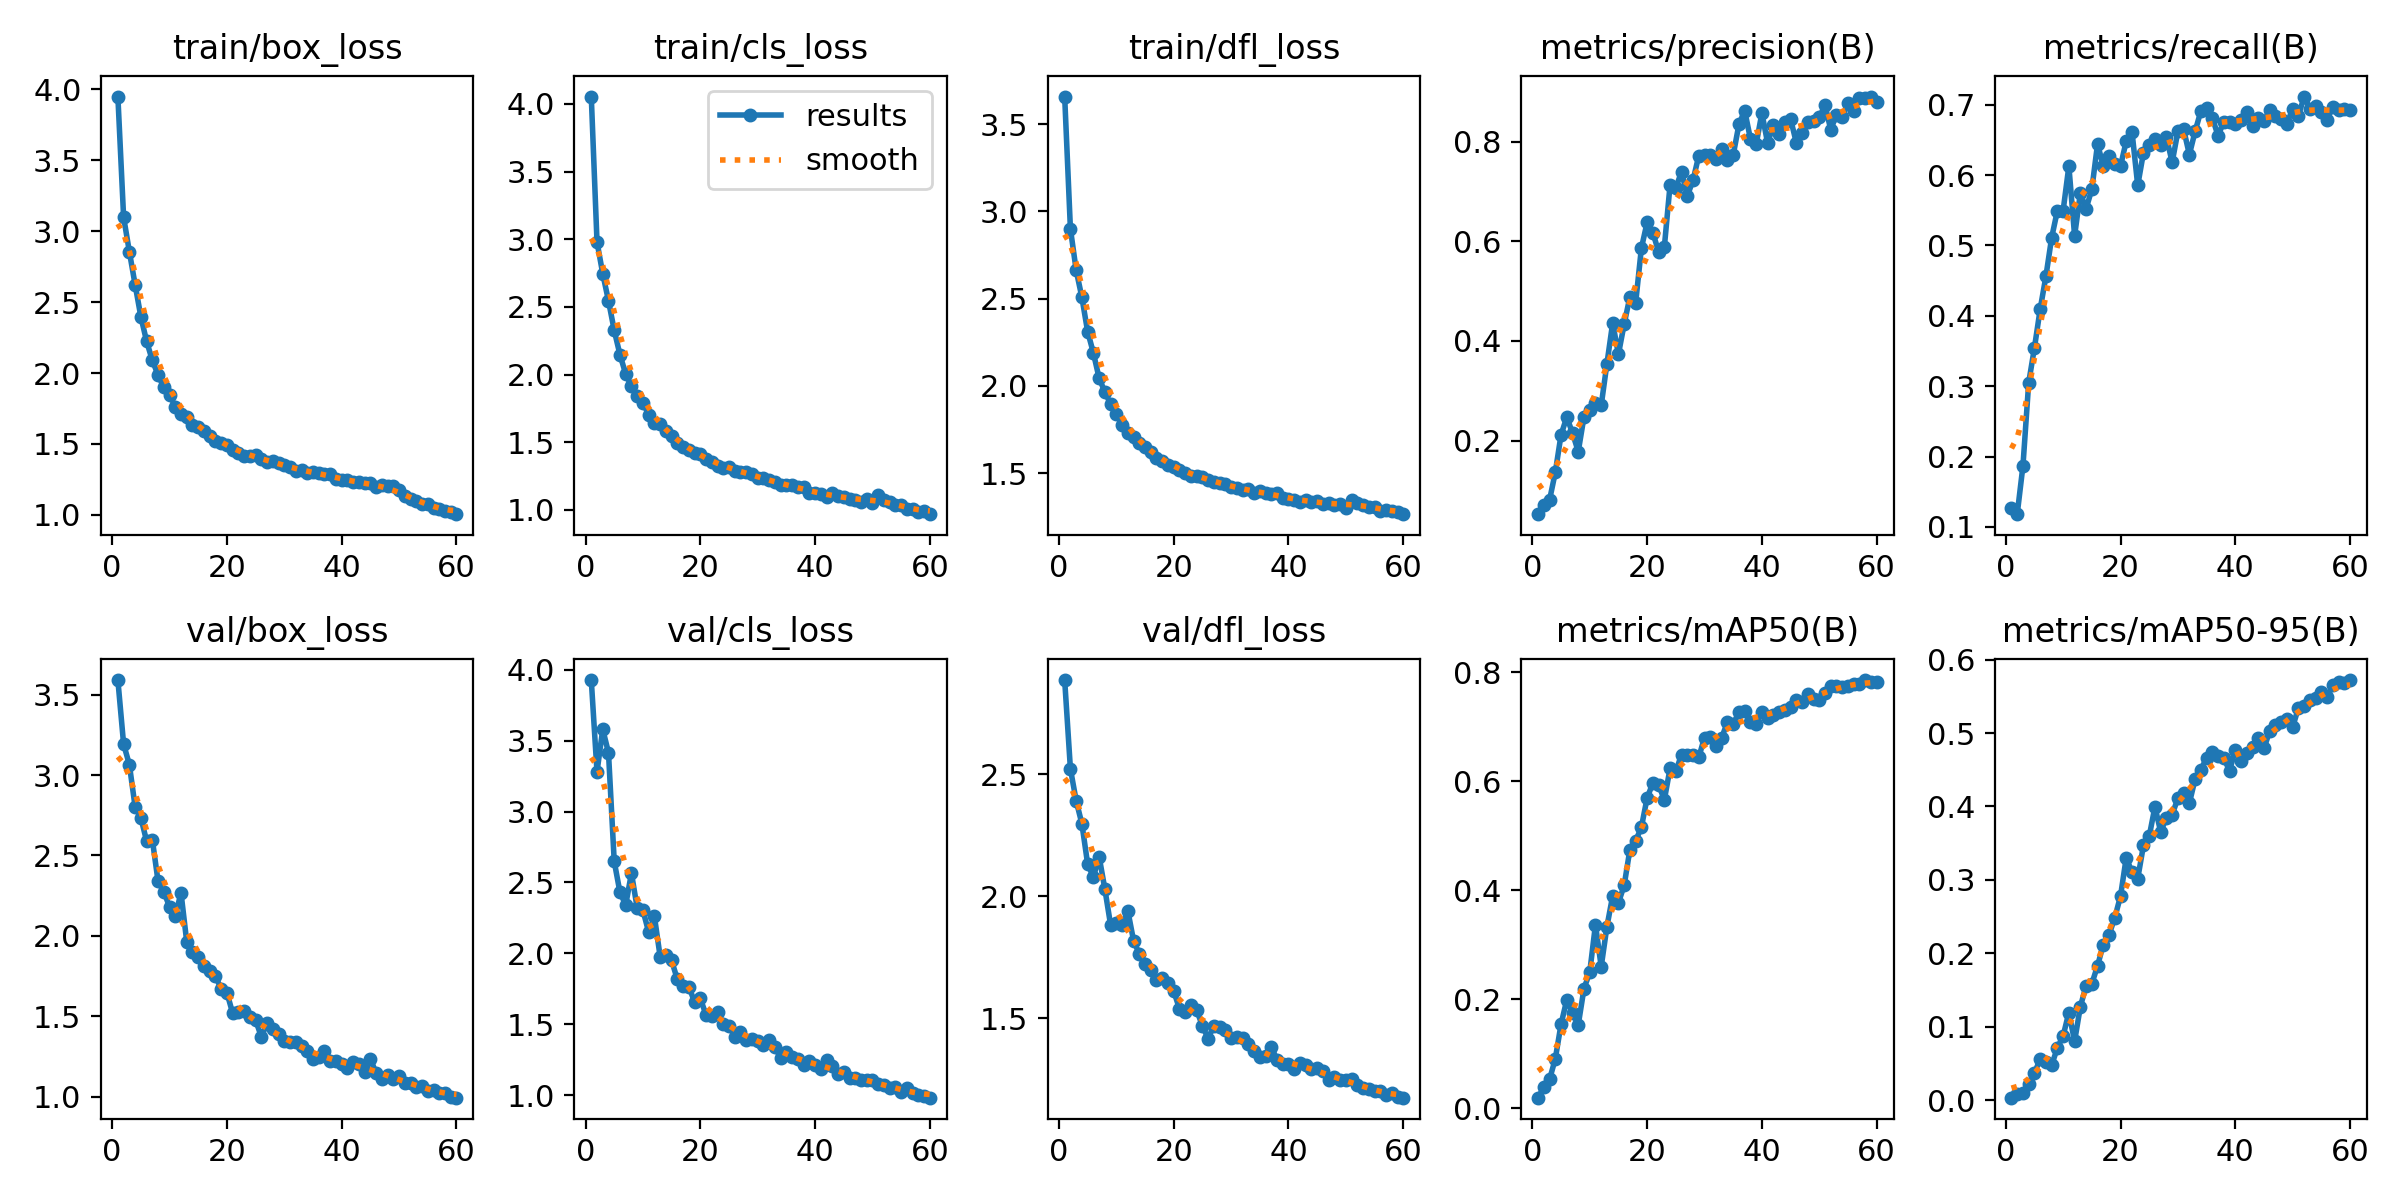 train/box_loss
train/cls_loss
train/dfl_loss
metrics/precision(B)
metrics/recall(B)
4.0
3.5
3.0
2.5
2.0
1.5
1.0
0 20 40 60
results
smooth
4.0
3.5
3.0
2.5
2.0
1.5
1.0
0 20 40 60
3.5
3.0
2.5
2.0
1.5
0 20 40 60
0.8
0.6
0.4
0.2
0 20 40 60
0.7
0.6
0.5
0.4
0.3
0.2
0.1
0 20 40 60
val/box_loss
val/cls_loss
val/dfl_loss
metrics/mAP50(B)
metrics/mAP50-95(B)
3.5
3.0
2.5
2.0
1.5
1.0
0 20 40 60
4.0
3.5
3.0
2.5
2.0
1.5
1.0
0 20 40 60
2.5
2.0
1.5
0 20 40 60
0.8
0.6
0.4
0.2
0.0
0 20 40 60
0.6
0.5
0.4
0.3
0.2
0.1
0.0
0 20 40 60